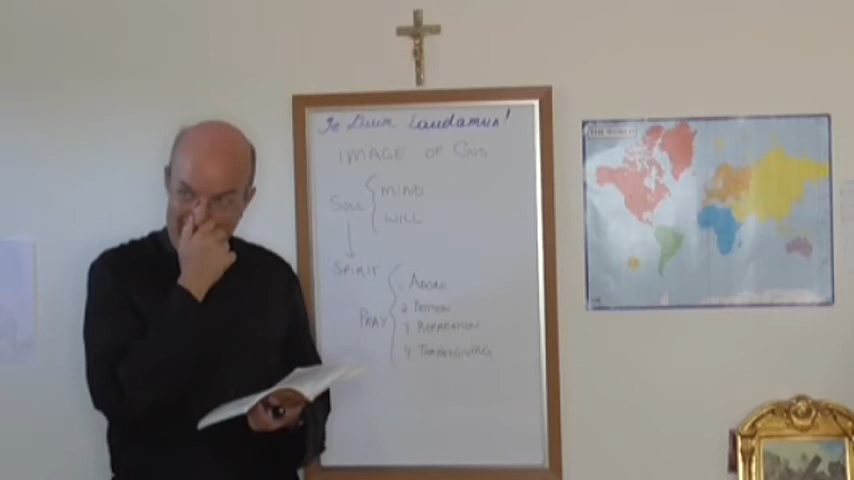 Te Deum Laudamus!
IMAGE OF GOD
SOUL { MIND
WILL
SPIRIT
PRAY { 1 ADORE
2 PETITION
3 REPARATION
4 THANKSGIVING
THE WORLD